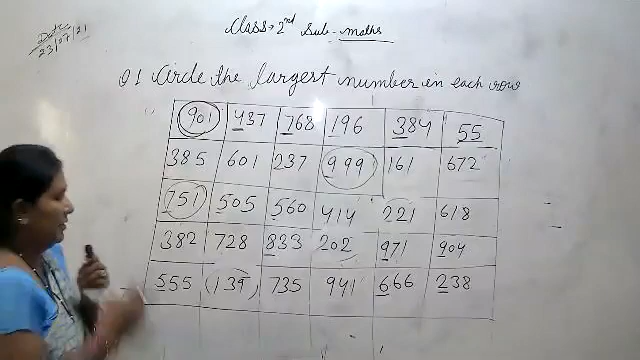 Date
23/07/21
Class → 2nd Sub - maths
Q1 Circle the largest number in each row
901 437 768 196 384 55
385 601 237 999 161 672
751 505 560 414 221 618
382 728 833 202 971 904
555 139 735 941 666 238